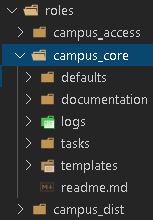 roles
campus_access
campus_core
defaults
documentation
logs
tasks
templates
readme.md
campus_dist